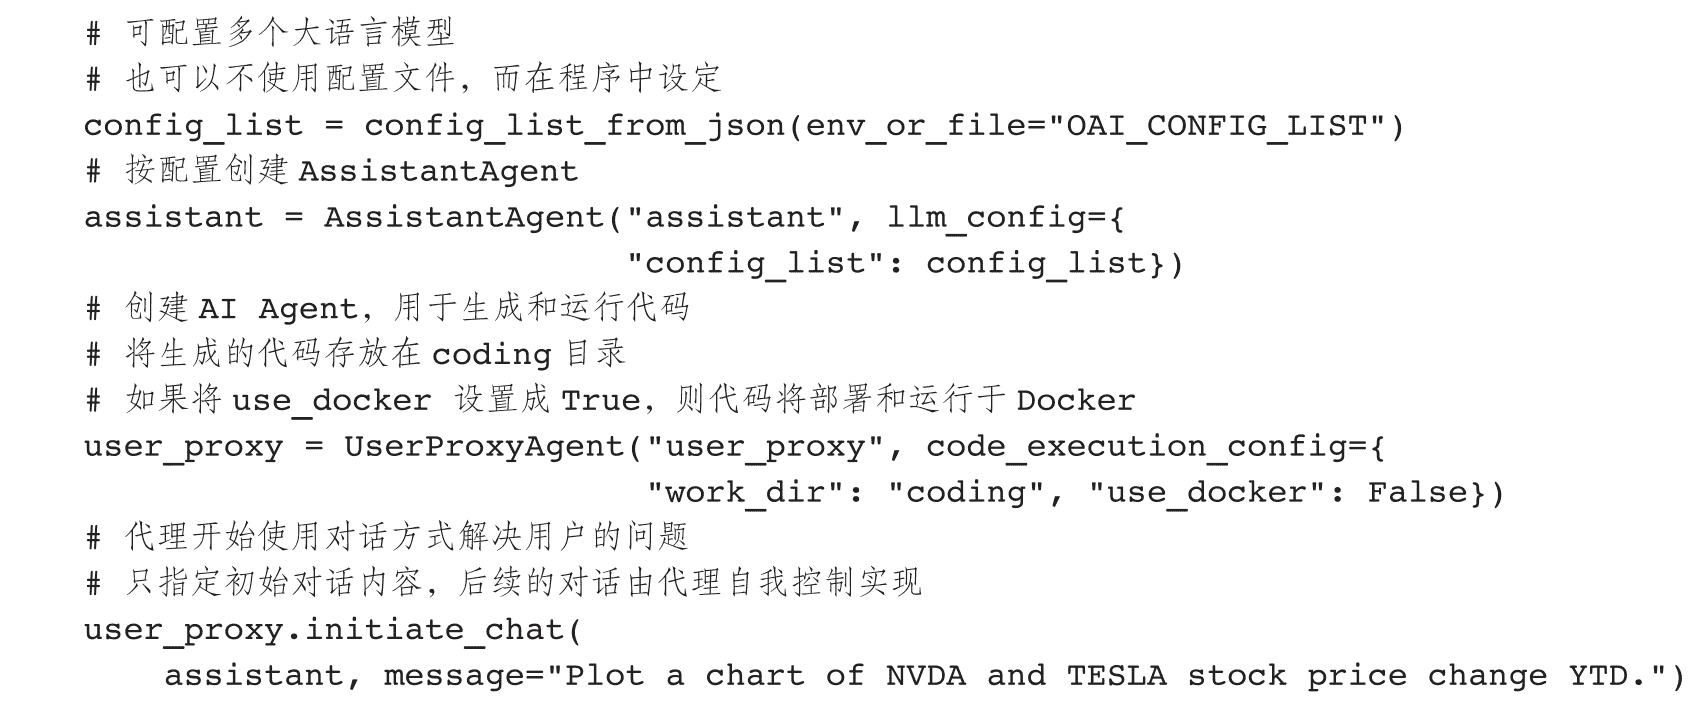 # 可配置多个大语言模型
# 也可以不使用配置文件，而在程序中设定
config_list = config_list_from_json(env_or_file="OAI_CONFIG_LIST")
# 按配置创建 AssistantAgent
assistant = AssistantAgent("assistant", llm_config={
                           "config_list": config_list})
# 创建 AI Agent，用于生成和运行代码
# 将生成的代码存放在 coding 目录
# 如果将 use_docker 设置成 True，则代码将部署和运行于 Docker
user_proxy = UserProxyAgent("user_proxy", code_execution_config={
                            "work_dir": "coding", "use_docker": False})
# 代理开始使用对话方式解决用户的问题
# 只指定初始对话内容，后续的对话由代理自我控制实现
user_proxy.initiate_chat(
    assistant, message="Plot a chart of NVDA and TESLA stock price change YTD.")